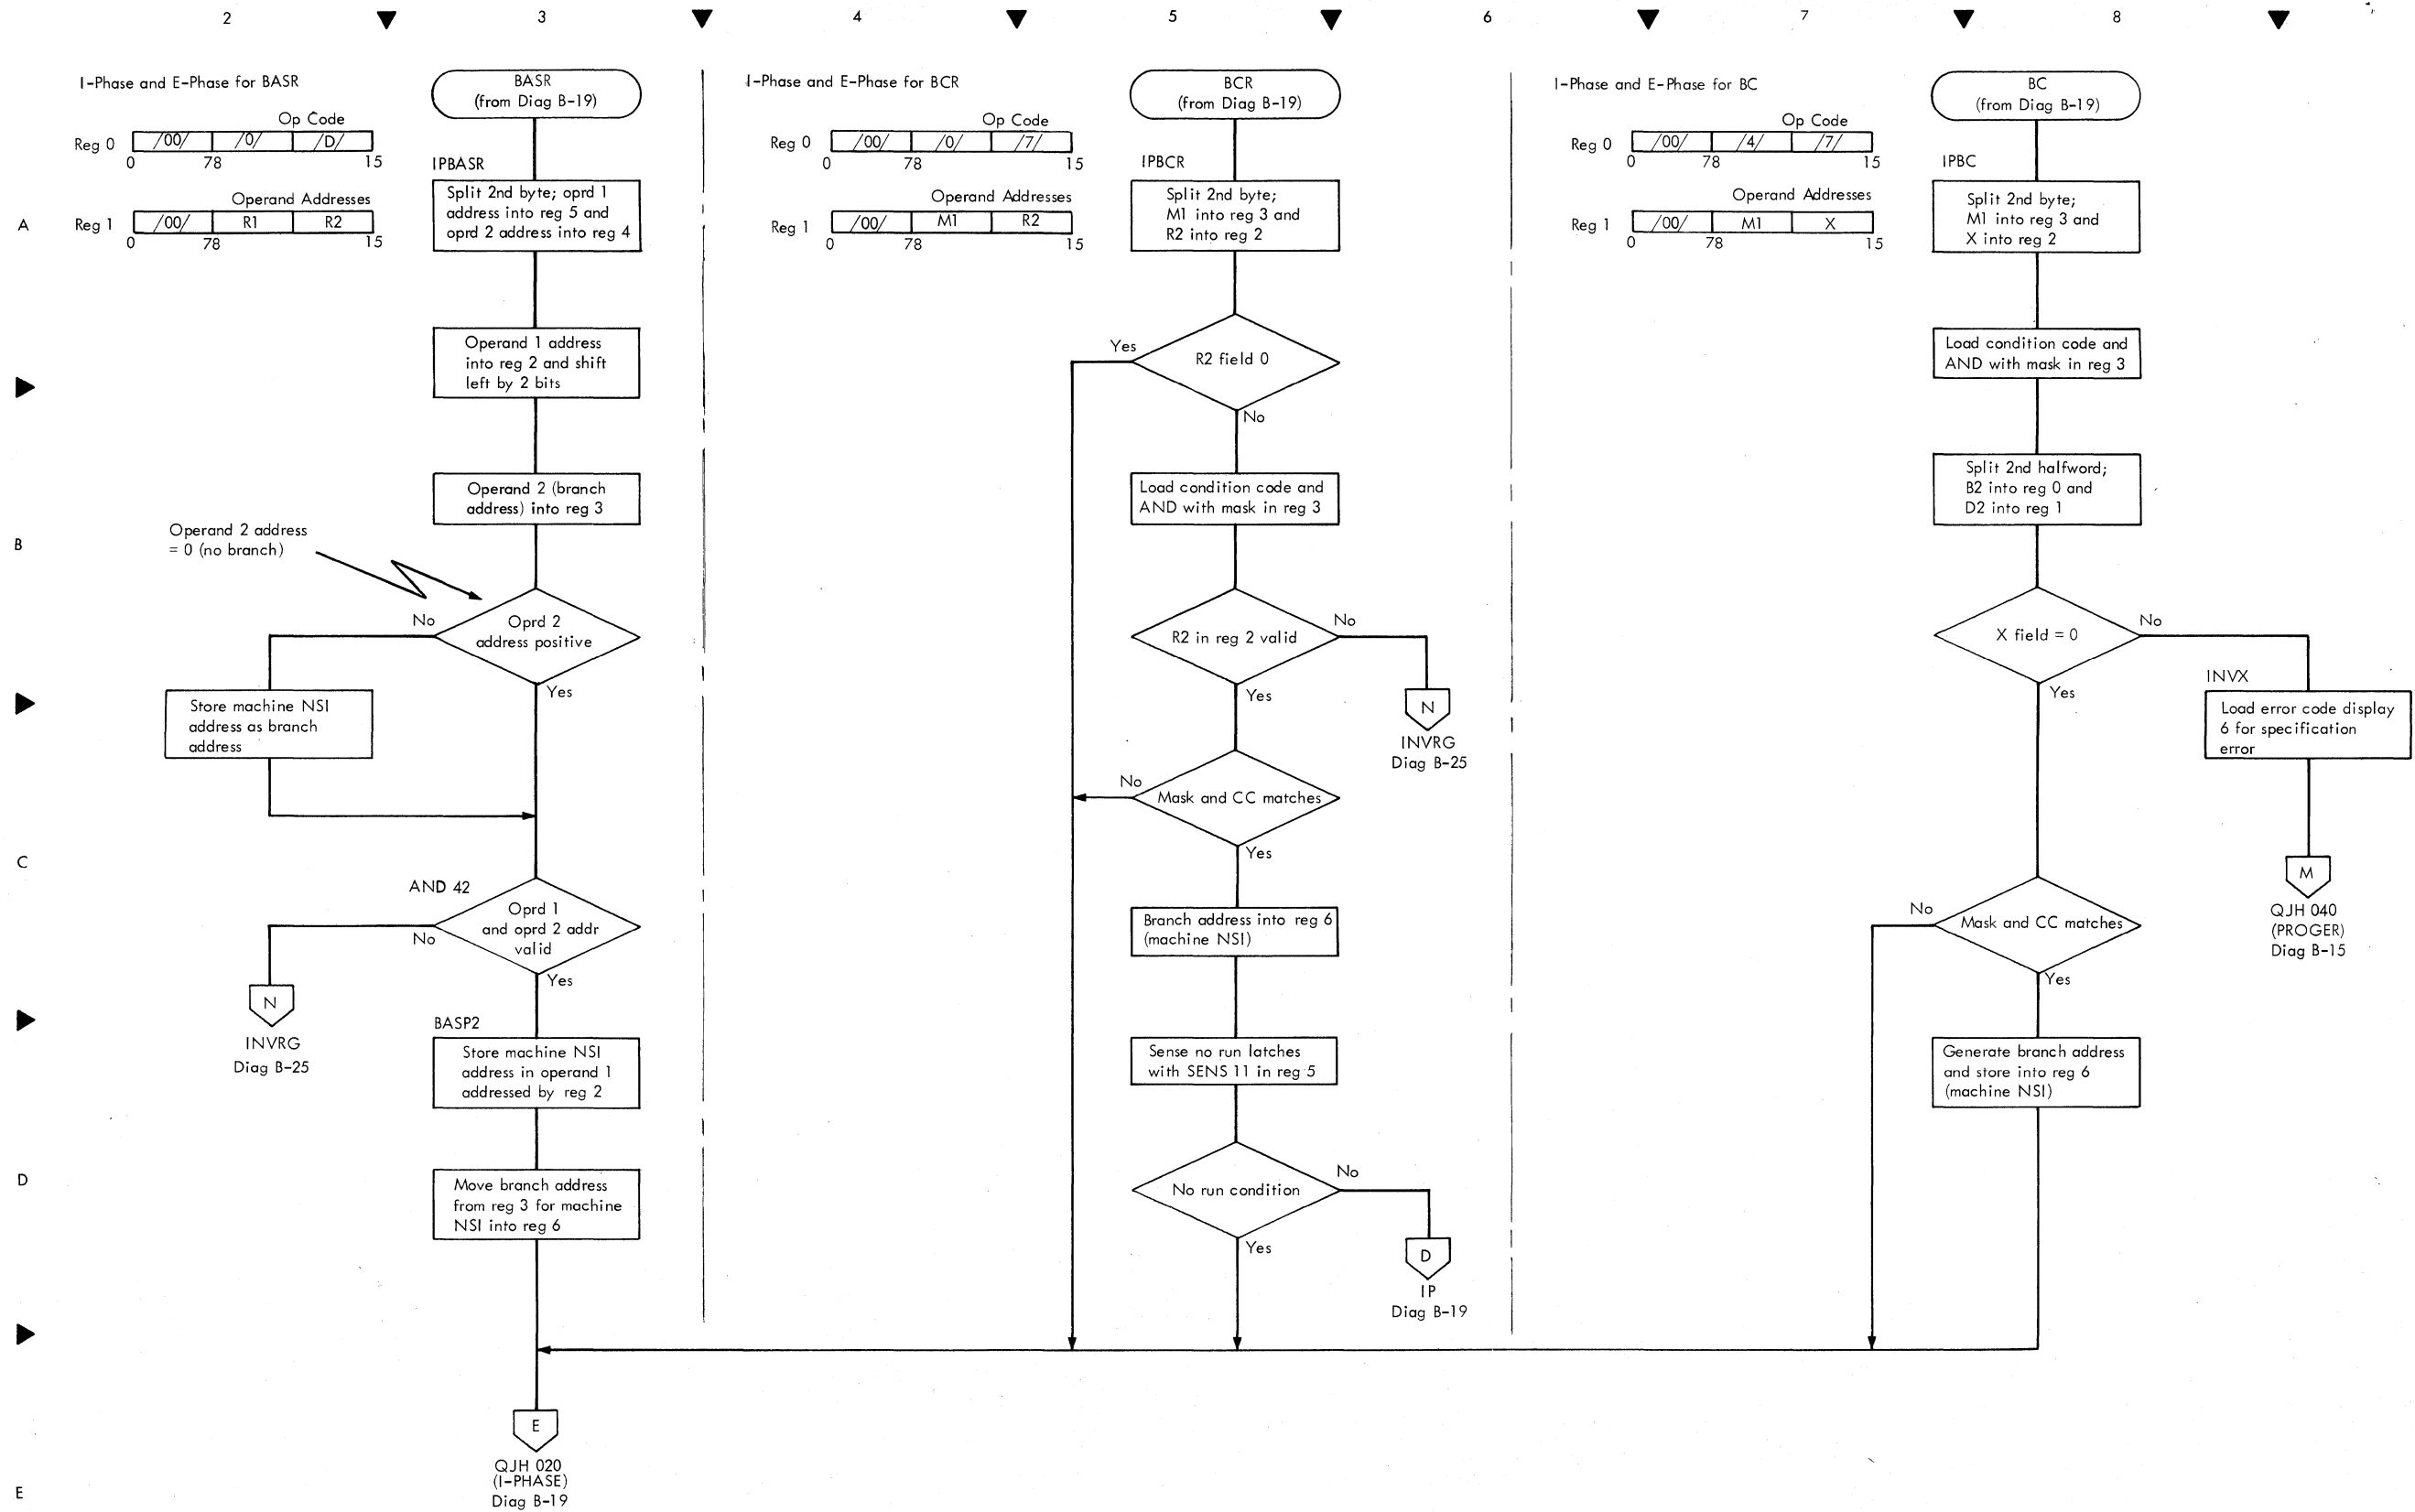 2 3 4 5 6 7 8
I-Phase and E-Phase for BASR
Op Code
Reg 0 /00/ /0/ /D/
0 78 15
Operand Addresses
Reg 1 /00/ R1 R2
0 78 15
BASR
(from Diag B-19)
IPBASR
Split 2nd byte; oprd 1
address into reg 5 and
oprd 2 address into reg 4
Operand 1 address
into reg 2 and shift
left by 2 bits
Operand 2 (branch
address) into reg 3
Operand 2 address
= 0 (no branch)
Oprd 2
address positive
No
Yes
Store machine NSI
address as branch
address
AND 42
Oprd 1
and oprd 2 addr
valid
No
Yes
N
INVRG
Diag B-25
BASP2
Store machine NSI
address in operand 1
addressed by reg 2
Move branch address
from reg 3 for machine
NSI into reg 6
E
QJH 020
(I-PHASE)
Diag B-19
I-Phase and E-Phase for BCR
Op Code
Reg 0 /00/ /0/ /7/
0 78 15
Operand Addresses
Reg 1 /00/ M1 R2
0 78 15
BCR
(from Diag B-19)
IPBCR
Split 2nd byte;
M1 into reg 3 and
R2 into reg 2
Yes
R2 field 0
No
Load condition code and
AND with mask in reg 3
R2 in reg 2 valid
No
Yes
N
INVRG
Diag B-25
No
Mask and CC matches
Yes
Branch address into reg 6
(machine NSI)
Sense no run latches
with SENS 11 in reg 5
No run condition
No
Yes
D
IP
Diag B-19
I-Phase and E-Phase for BC
Op Code
Reg 0 /00/ /4/ /7/
0 78 15
Operand Addresses
Reg 1 /00/ M1 X
0 78 15
BC
(from Diag B-19)
IPBC
Split 2nd byte;
M1 into reg 3 and
X into reg 2
Load condition code and
AND with mask in reg 3
Split 2nd halfword;
B2 into reg 0 and
D2 into reg 1
X field = 0
No
Yes
INVX
Load error code display
6 for specification
error
M
QJH 040
(PROGER)
Diag B-15
No
Mask and CC matches
Yes
Generate branch address
and store into reg 6
(machine NSI)
A
B
C
D
E